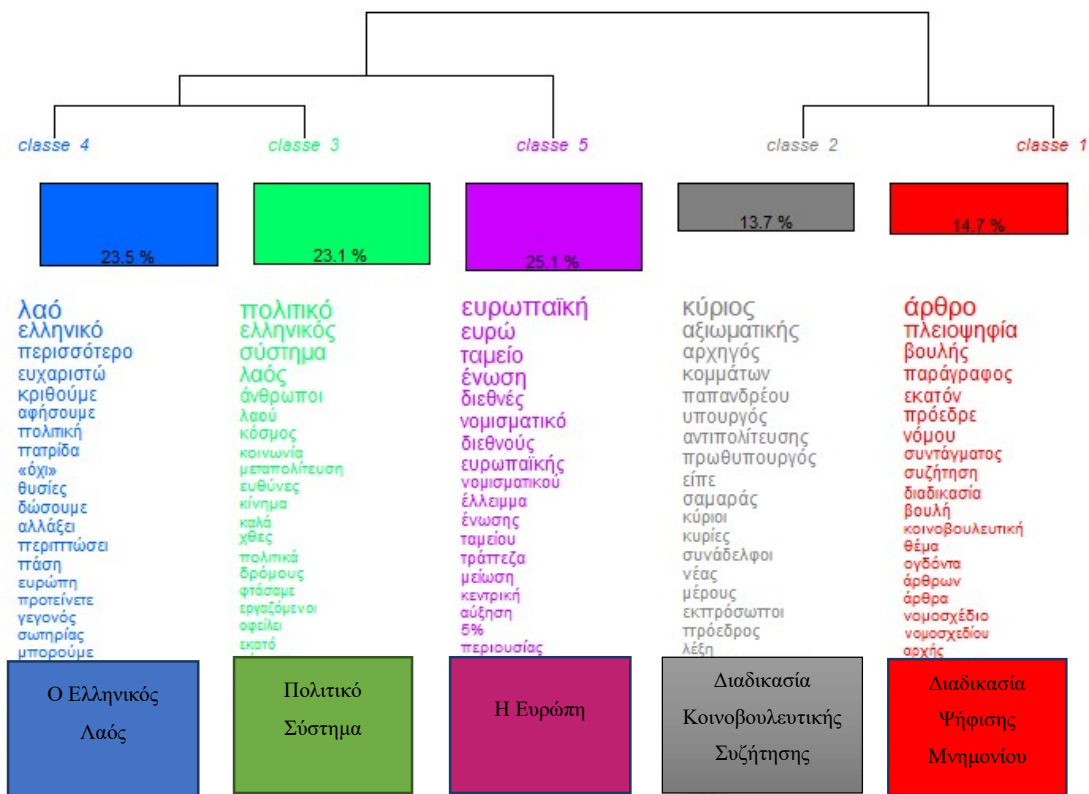 classe 4
classe 3
classe 5
classe 2
classe 1
23.5 %
23.1 %
25.1 %
13.7 %
14.7 %
λαό
ελληνικό
περισσότερο
ευχαριστώ
κριθούμε
αφήσουμε
πολιτική
πατρίδα
«όχι»
θυσίες
δώσουμε
αλλάξει
περιπτώσει
πάση
ευρώπη
προτείνετε
γεγονός
σωτηρίας
μπορούμε
πολιτικό
ελληνικός
σύστημα
λαός
άνθρωποι
λαού
κόσμος
κοινωνία
μεταπολίτευση
ευθύνες
κίνημα
καλά
χθες
πολιτικά
δρόμους
φτάσαμε
εργαζόμενοι
οφείλει
εκατό
ευρωπαϊκή
ευρώ
ταμείο
ένωση
διεθνές
νομισματικό
διεθνούς
ευρωπαϊκής
νομισματικού
έλλειμμα
ένωσης
ταμείου
τράπεζα
μείωση
κεντρική
αύξηση
5%
περιουσίας
κύριος
αξιωματικής
αρχηγός
κομμάτων
παπανδρέου
υπουργός
αντιπολίτευσης
πρωθυπουργός
είπε
σαμαράς
κύριοι
κυρίες
συνάδελφοι
νέας
μέρους
εκπρόσωποι
πρόεδρος
λέξη
άρθρο
πλειοψηφία
βουλής
παράγραφος
εκατόν
πρόεδρε
νόμου
συντάγματος
συζήτηση
διαδικασία
βουλή
κοινοβουλευτική
θέμα
ογδόντα
άρθρων
άρθρα
νομοσχέδιο
νομοσχεδίου
αρχής
Ο Ελληνικός
Λαός
Πολιτικό
Σύστημα
Η Ευρώπη
Διαδικασία
Κοινοβουλευτικής
Συζήτησης
Διαδικασία
Ψήφισης
Μνημονίου